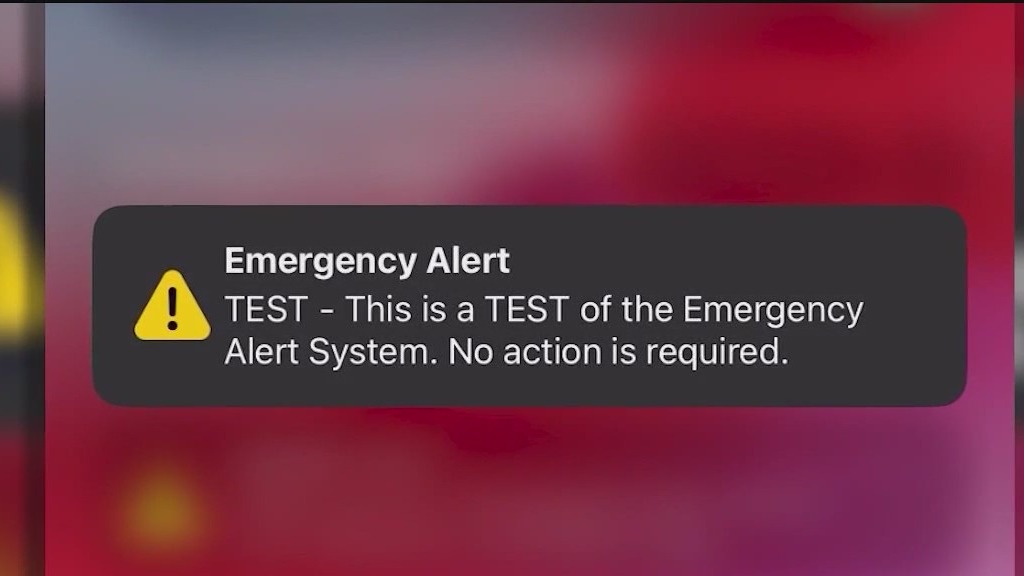 Emergency Alert
TEST - This is a TEST of the Emergency
Alert System. No action is required.